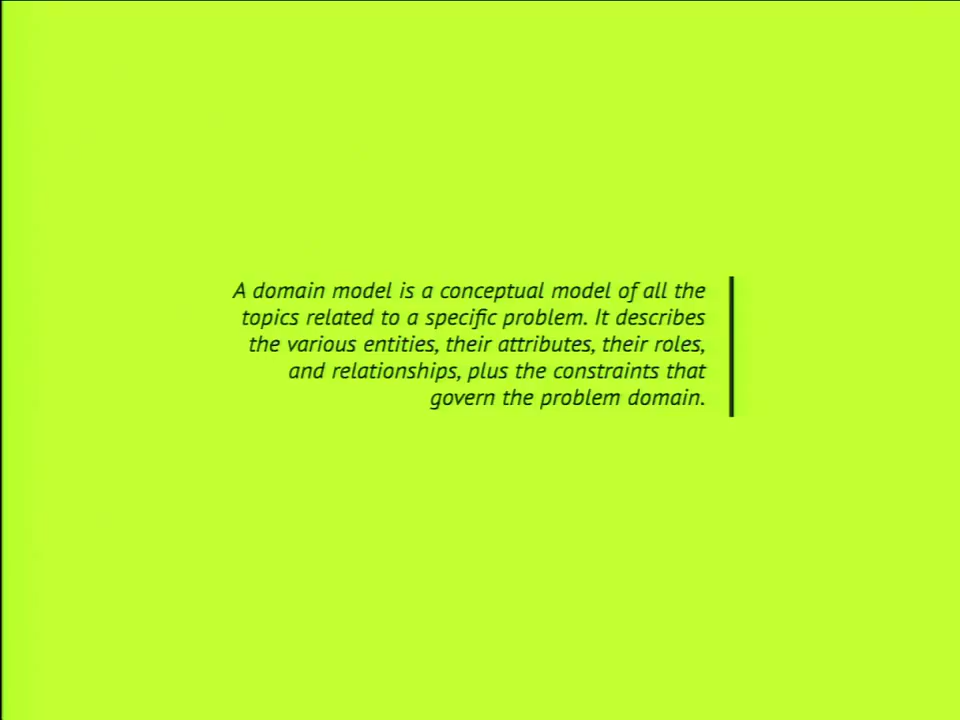 A domain model is a conceptual model of all the
topics related to a specific problem. It describes
the various entities, their attributes, their roles,
and relationships, plus the constraints that
govern the problem domain.